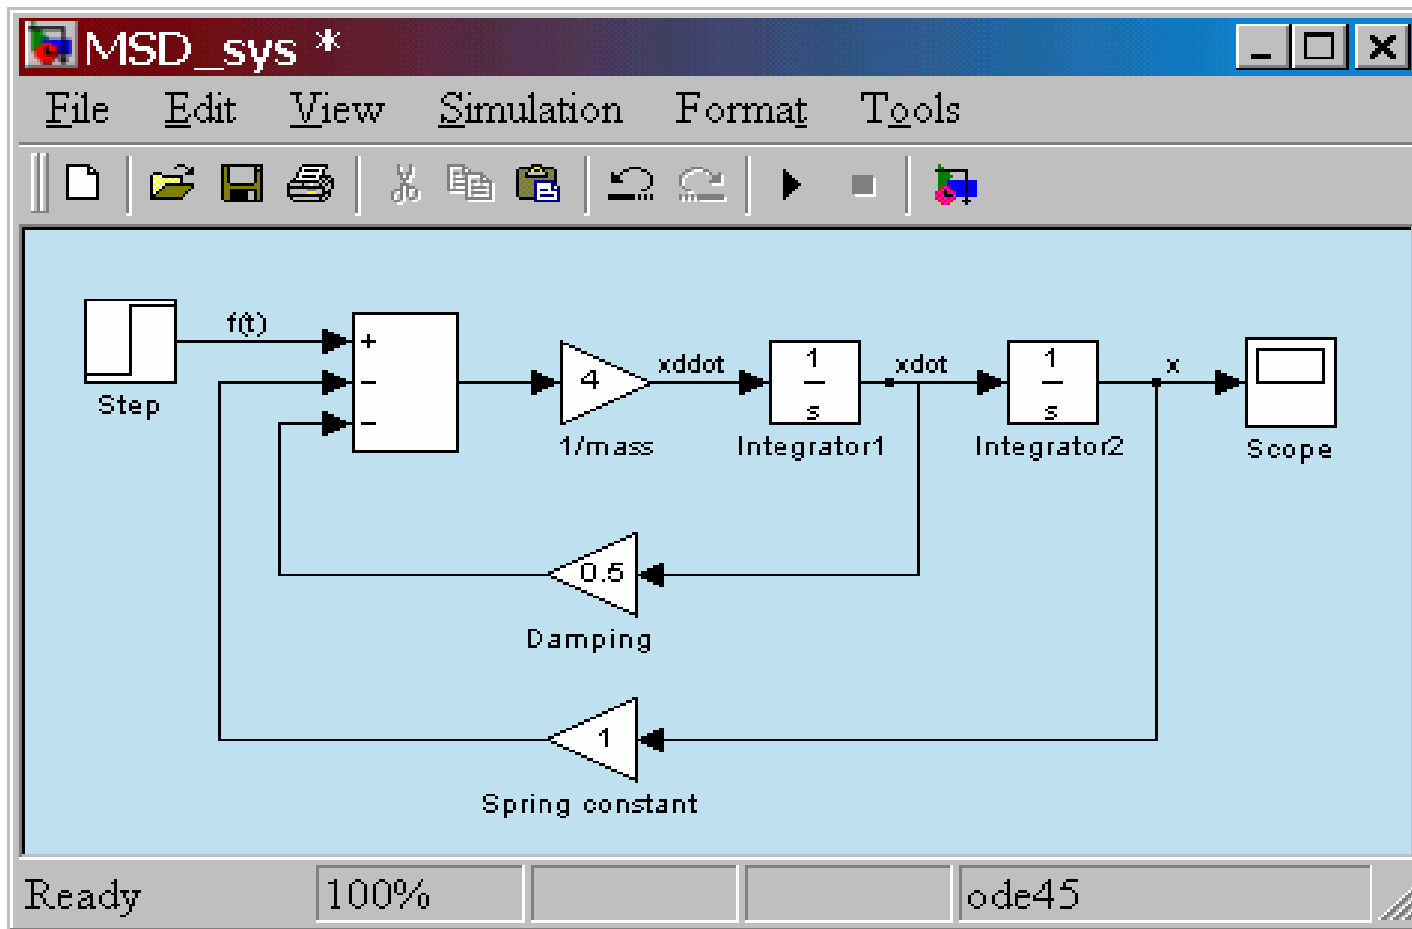 MSD_sys *
File Edit View Simulation Format Tools
f(t)
+
−
−
Step
4
1/mass
xddot
1
s
Integrator1
xdot
1
s
Integrator2
x
Scope
0.5
Damping
1
Spring constant
Ready 100% ode45